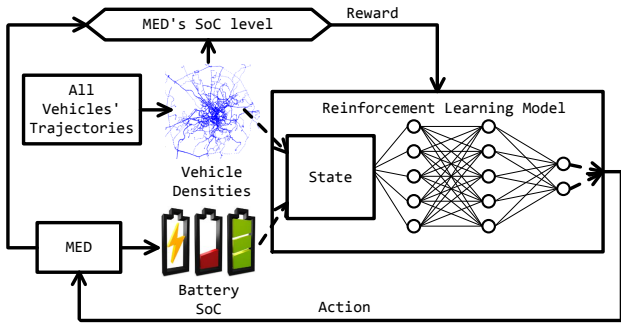 MED's SoC level
Reward
All
Vehicles'
Trajectories
Reinforcement Learning Model
Vehicle
Densities
State
MED
Battery
SoC
Action